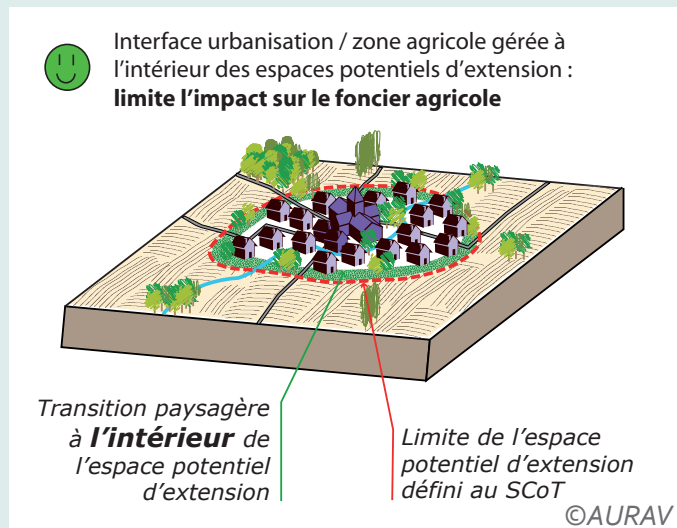 Interface urbanisation / zone agricole gérée à
l’intérieur des espaces potentiels d’extension :
limite l’impact sur le foncier agricole
Transition paysagère
à l’intérieur de
l’espace potentiel
d’extension
Limite de l’espace
potentiel d’extension
défini au SCoT
©AURAV